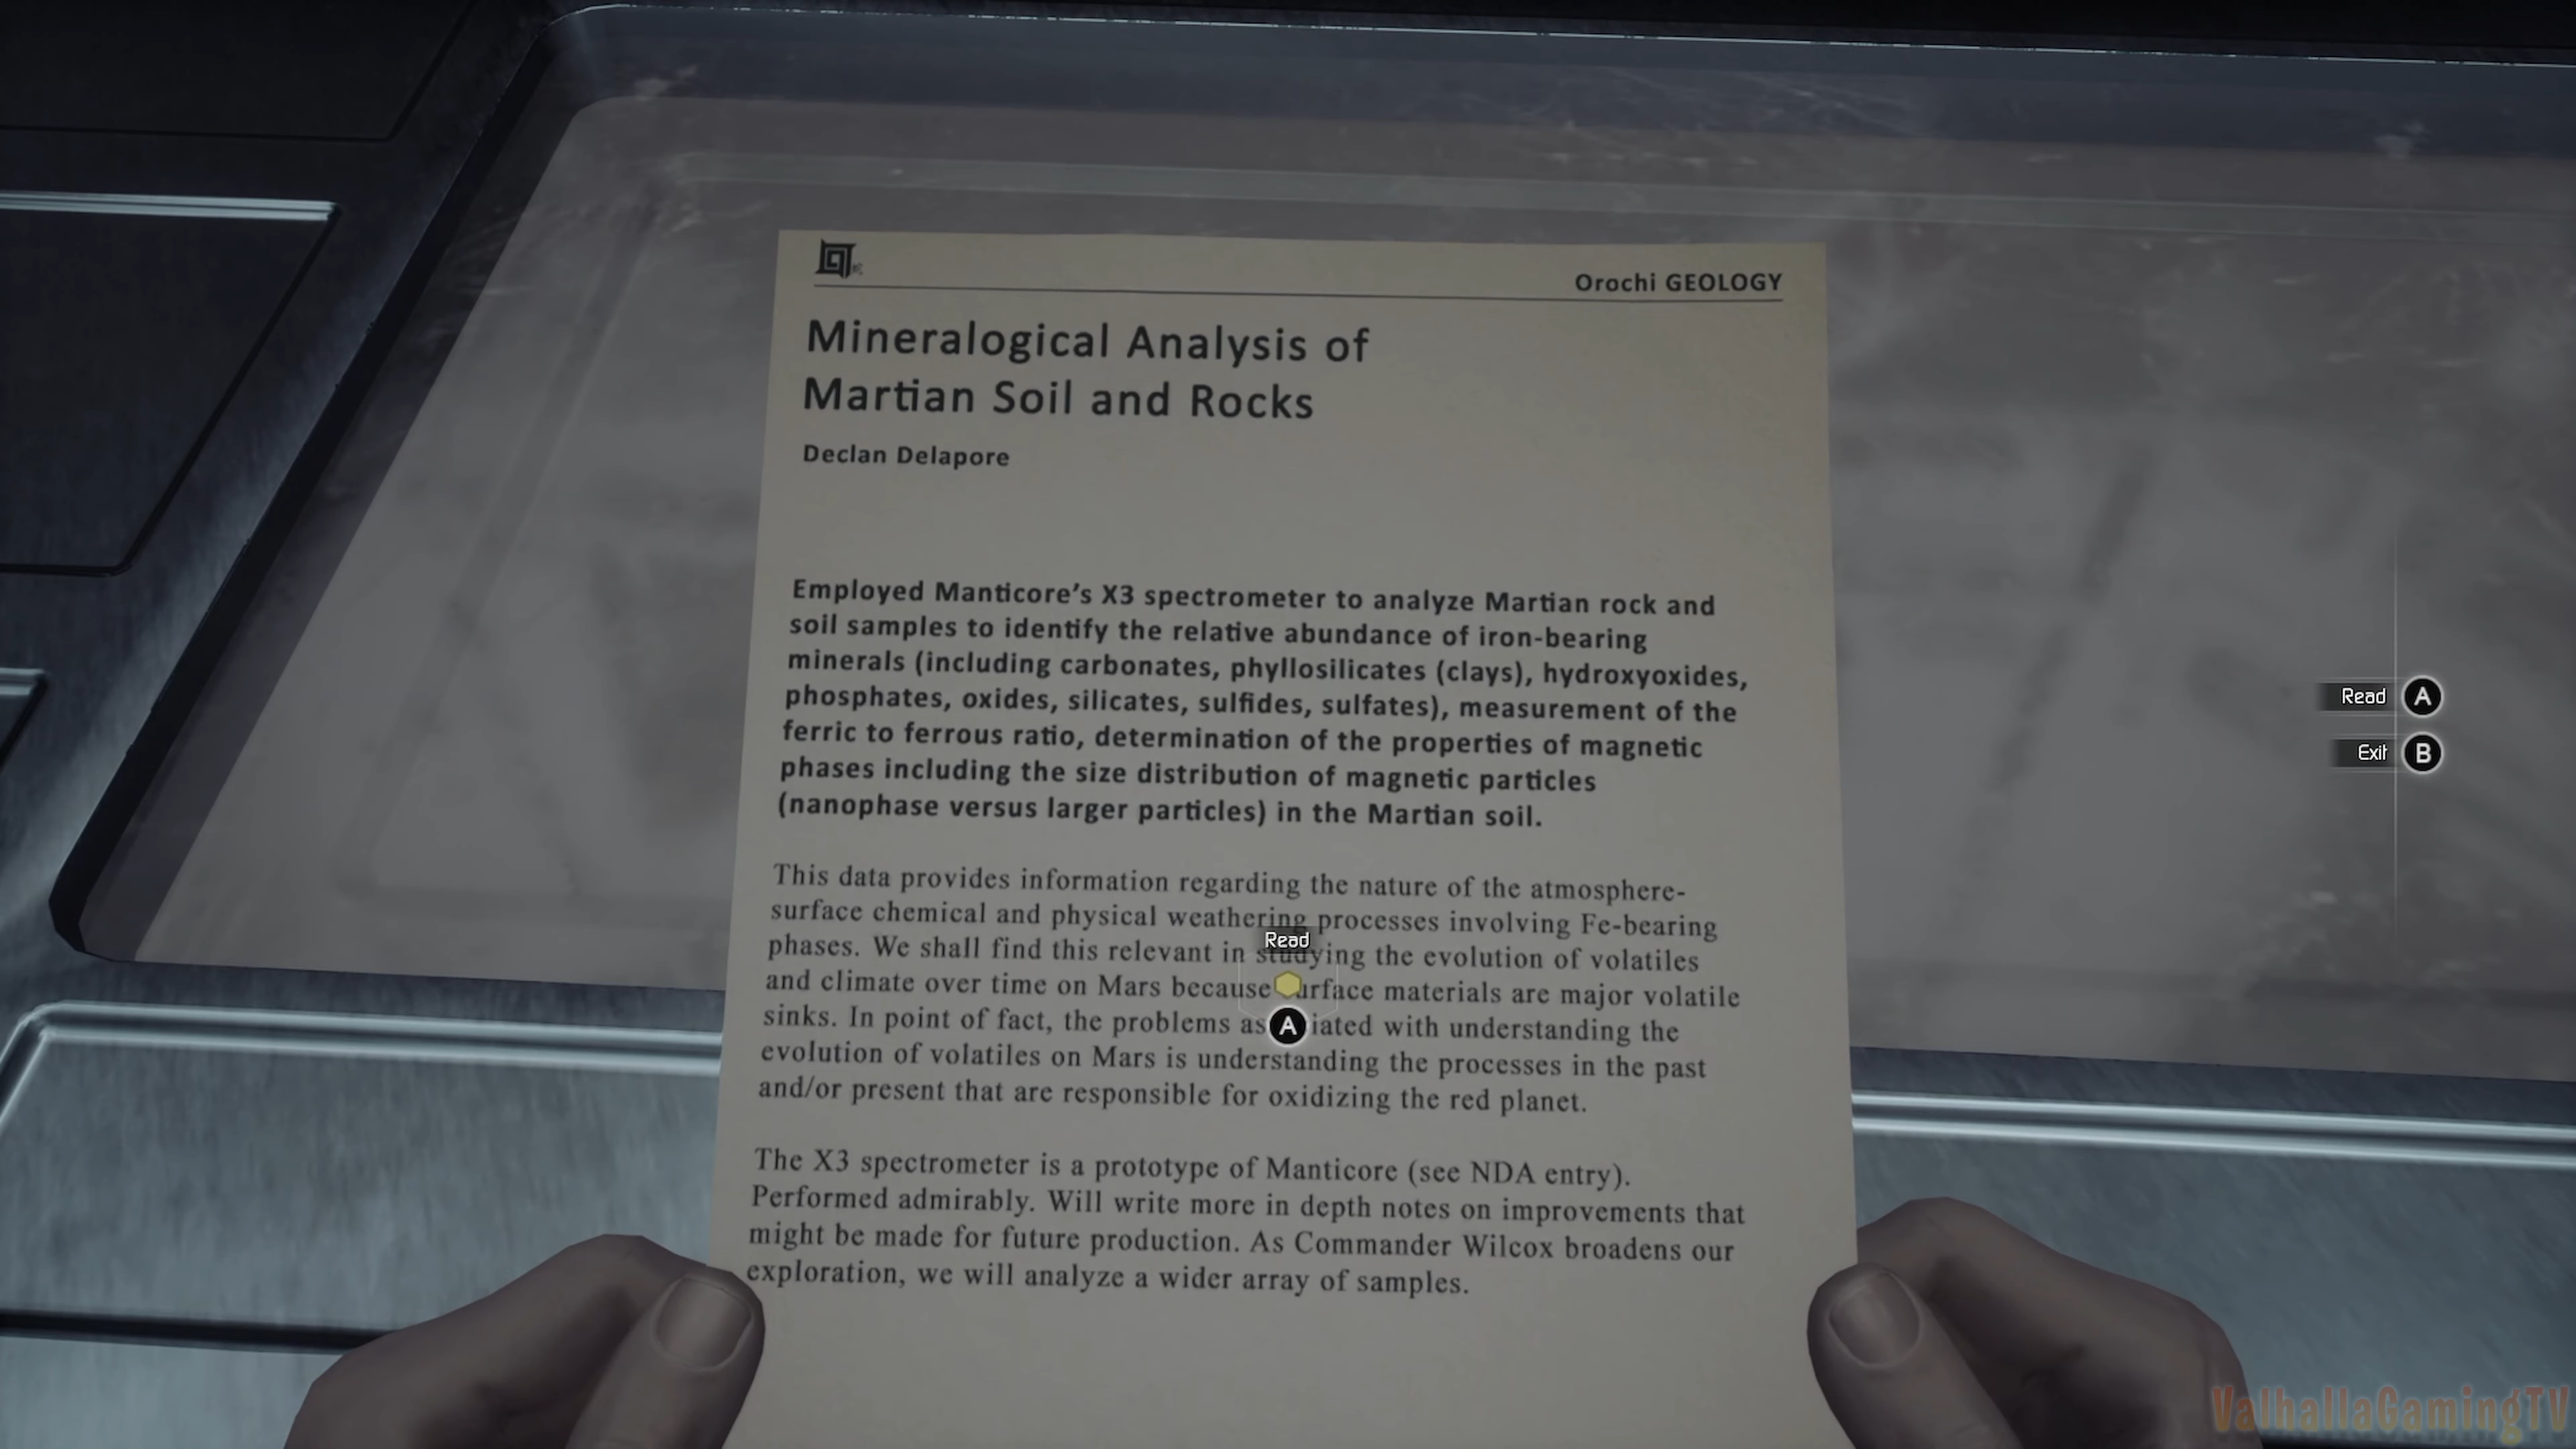 Orochi GEOLOGY
Mineralogical Analysis of
Martian Soil and Rocks
Declan Delapore
Employed Manticore's X3 spectrometer to analyze Martian rock and
soil samples to identify the relative abundance of iron-bearing
minerals (including carbonates, phyllosilicates (clays), hydroxyoxides,
phosphates, oxides, silicates, sulfides, sulfates), measurement of the
ferric to ferrous ratio, determination of the properties of magnetic
phases including the size distribution of magnetic particles
(nanophase versus larger particles) in the Martian soil.
This data provides information regarding the nature of the atmosphere-
surface chemical and physical weathering processes involving Fe-bearing
phases. We shall find this relevant in studying the evolution of volatiles
and climate over time on Mars because surface materials are major volatile
sinks. In point of fact, the problems associated with understanding the
evolution of volatiles on Mars is understanding the processes in the past
and/or present that are responsible for oxidizing the red planet.
The X3 spectrometer is a prototype of Manticore (see NDA entry).
Performed admirably. Will write more in depth notes on improvements that
might be made for future production. As Commander Wilcox broadens our
exploration, we will analyze a wider array of samples.
Read
A
Read A
Exit B
ValhallaGamingTV